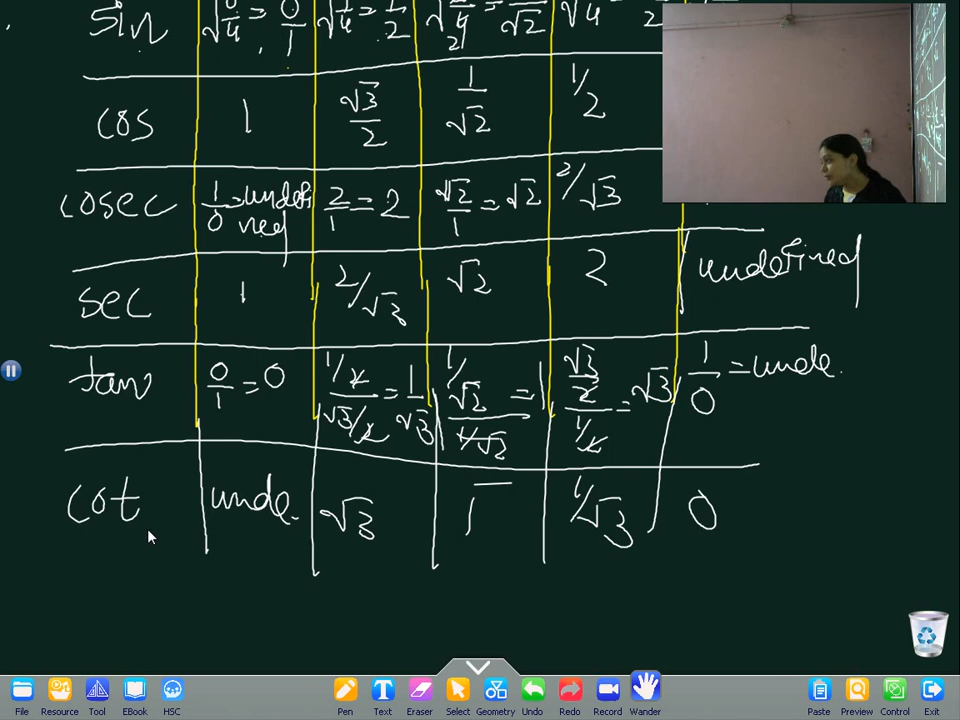 sin √0/4 = 0/1 √1/4 = 1/2 √2/4 = 1/√2 √4
cos 1 √3/2 1/√2 1/2
cosec 1/0 = undefi ned 2/1 = 2 √2/1 = √2 2/√3
sec 1 2/√3 √2 2 undefined
tan 0/1 = 0 1/2 / √3/2 = 1/√3 1/√2 / 1/√2 = 1 √3/2 / 1/2 = √3 1/0 = unde.
cot unde. √3 1 1/√3 0
File Resource Tool EBook HSC Pen Text Eraser Select Geometry Undo Redo Record Wander Paste Preview Control Exit